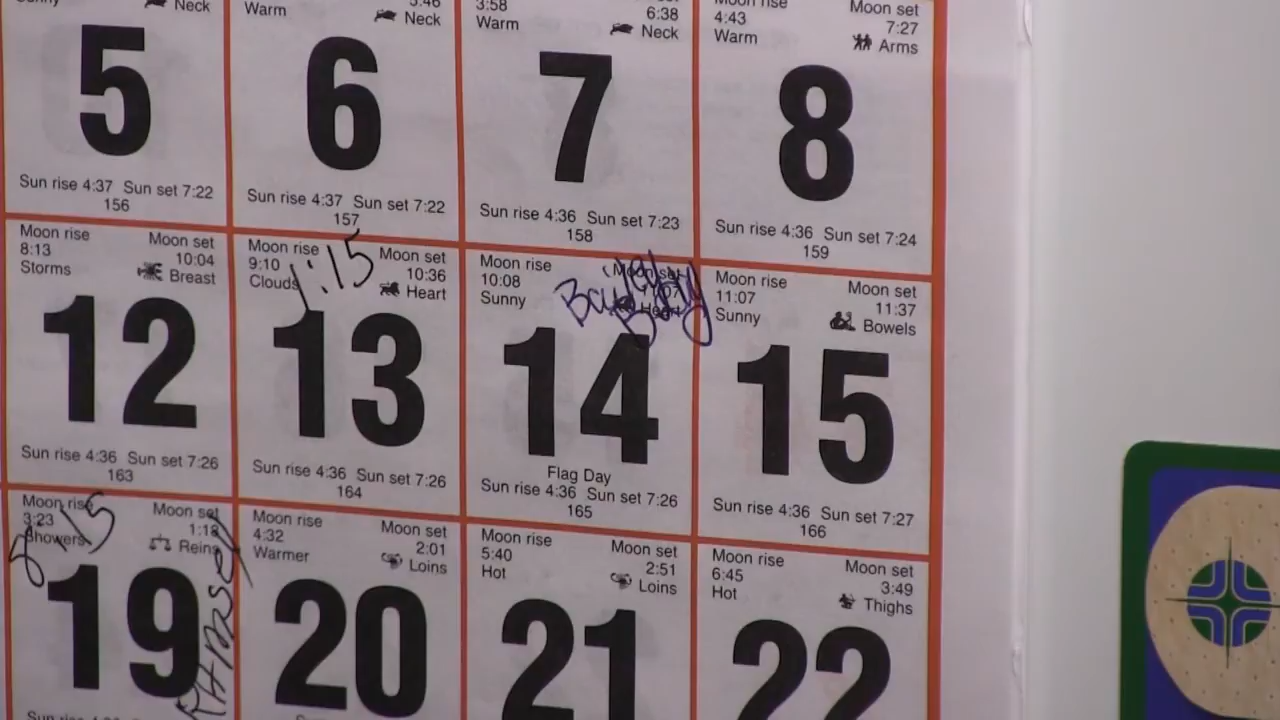 Neck
Warm
Neck
3:58
Warm
6:38
Neck
Moon rise
4:43
Warm
Moon set
7:27
Arms
5
6
7
8
Sun rise 4:37 Sun set 7:22
156
Sun rise 4:37 Sun set 7:22
157
Sun rise 4:36 Sun set 7:23
158
Sun rise 4:36 Sun set 7:24
159
Moon rise
8:13
Storms
Moon set
10:04
Breast
12
Sun rise 4:36 Sun set 7:26
163
Moon rise
9:10
Clouds
1:15
Moon set
10:36
Heart
13
Sun rise 4:36 Sun set 7:26
164
Moon rise
10:08
Sunny
Moon set
Heart
14
Flag Day
Sun rise 4:36 Sun set 7:26
165
Moon rise
11:07
Sunny
Moon set
11:37
Bowels
15
Sun rise 4:36 Sun set 7:27
166
Moon rise
3:23
Showers
8:15
Moon set
1:18
Reins
19
Moon rise
4:32
Warmer
Moon set
2:01
Loins
20
Moon rise
5:40
Hot
Moon set
2:51
Loins
21
Moon rise
6:45
Hot
Moon set
3:49
Thighs
22